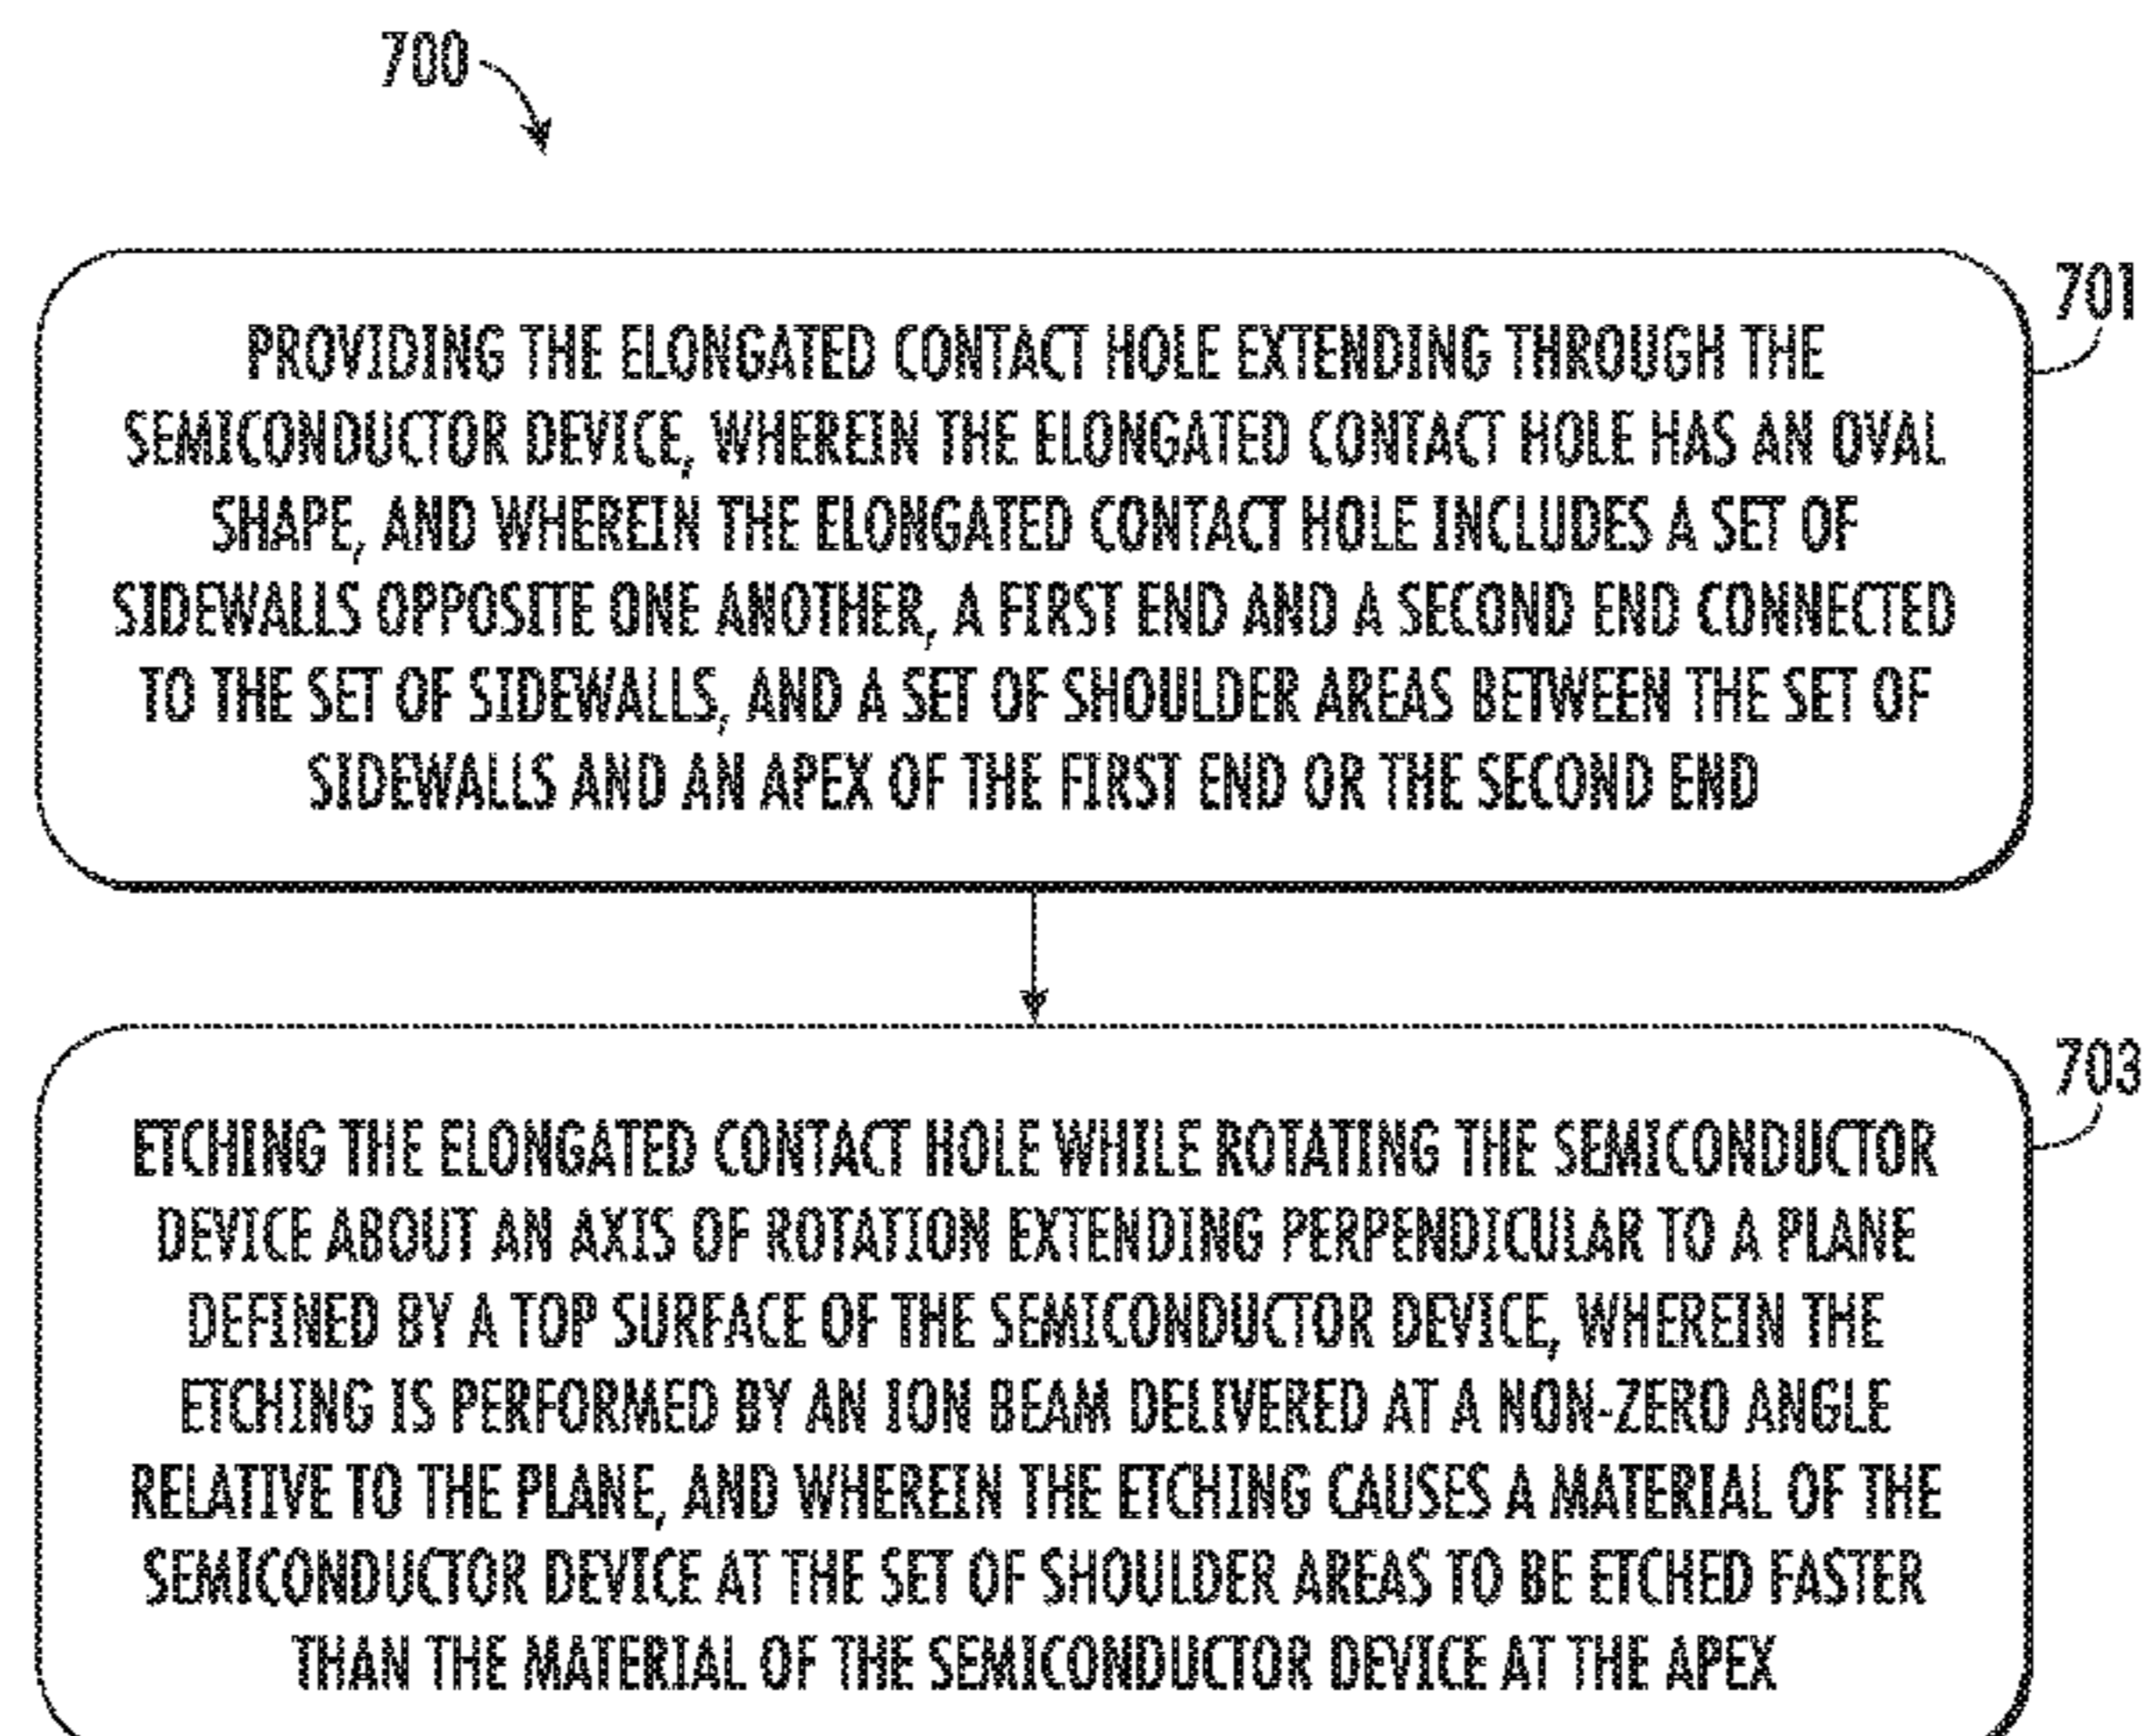 700
701
PROVIDING THE ELONGATED CONTACT HOLE EXTENDING THROUGH THE
SEMICONDUCTOR DEVICE, WHEREIN THE ELONGATED CONTACT HOLE HAS AN OVAL
SHAPE, AND WHEREIN THE ELONGATED CONTACT HOLE INCLUDES A SET OF
SIDEWALLS OPPOSITE ONE ANOTHER, A FIRST END AND A SECOND END CONNECTED
TO THE SET OF SIDEWALLS, AND A SET OF SHOULDER AREAS BETWEEN THE SET OF
SIDEWALLS AND AN APEX OF THE FIRST END OR THE SECOND END
703
ETCHING THE ELONGATED CONTACT HOLE WHILE ROTATING THE SEMICONDUCTOR
DEVICE ABOUT AN AXIS OF ROTATION EXTENDING PERPENDICULAR TO A PLANE
DEFINED BY A TOP SURFACE OF THE SEMICONDUCTOR DEVICE, WHEREIN THE
ETCHING IS PERFORMED BY AN ION BEAM DELIVERED AT A NON-ZERO ANGLE
RELATIVE TO THE PLANE, AND WHEREIN THE ETCHING CAUSES A MATERIAL OF THE
SEMICONDUCTOR DEVICE AT THE SET OF SHOULDER AREAS TO BE ETCHED FASTER
THAN THE MATERIAL OF THE SEMICONDUCTOR DEVICE AT THE APEX